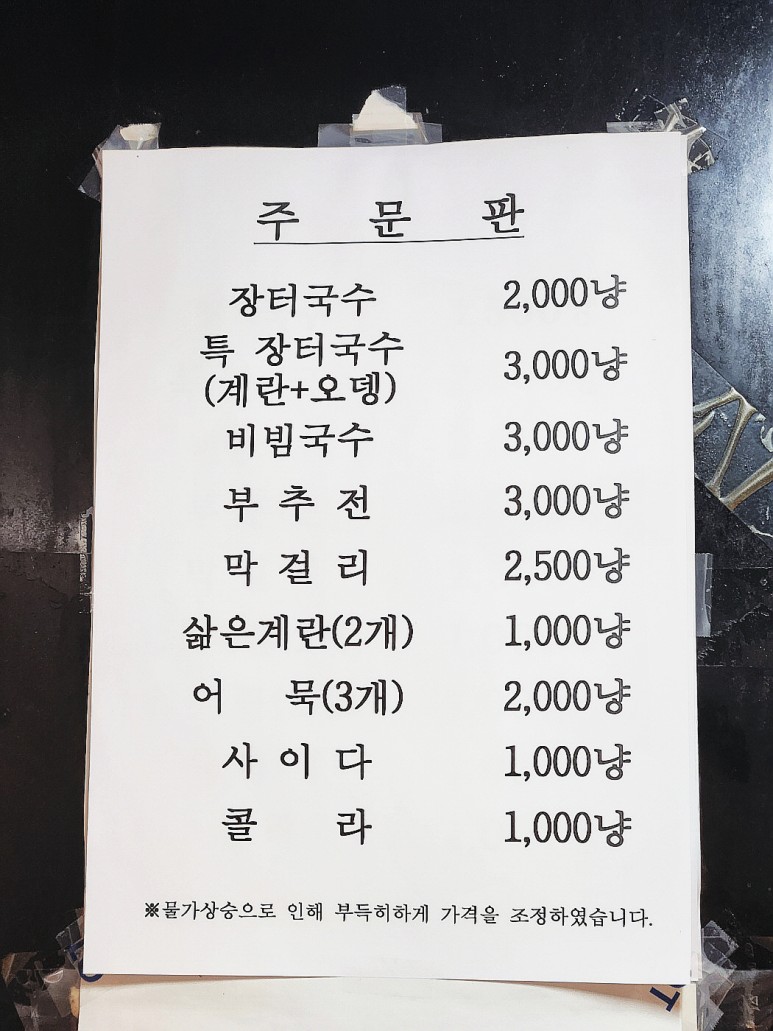 주 문 판
장터국수 2,000냥
특 장터국수
(계란+오뎅) 3,000냥
비빔국수 3,000냥
부 추 전 3,000냥
막 걸 리 2,500냥
삶은계란(2개) 1,000냥
어 묵(3개) 2,000냥
사 이 다 1,000냥
콜 라 1,000냥
※물가상승으로 인해 부득히하게 가격을 조정하였습니다.